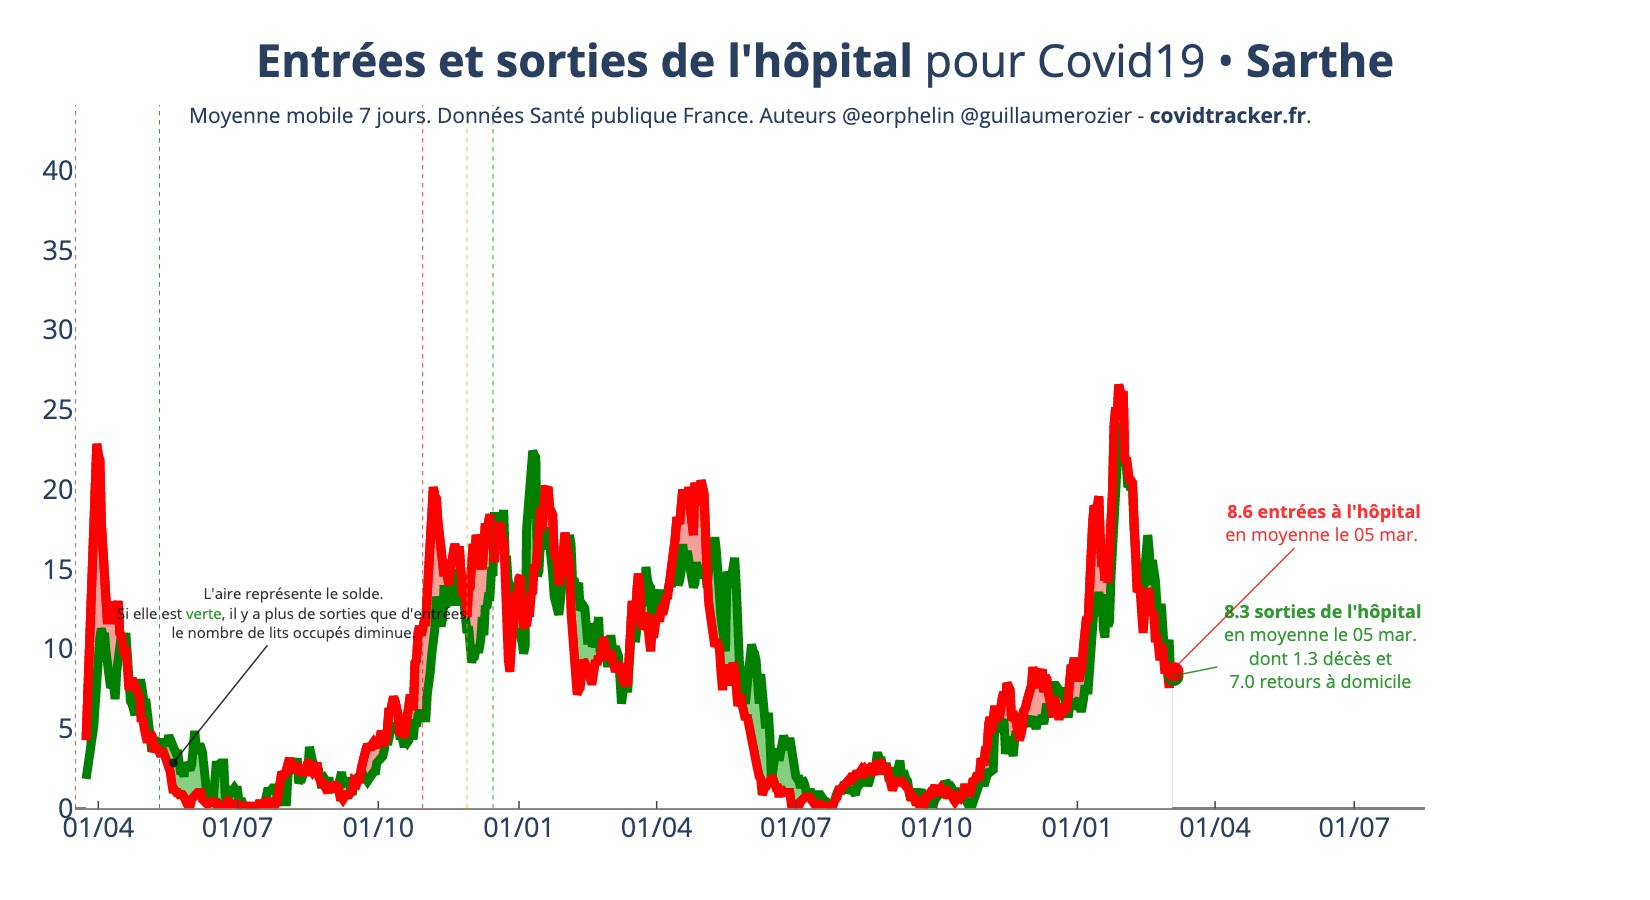 Entrées et sorties de l'hôpital pour Covid19 • Sarthe
Moyenne mobile 7 jours. Données Santé publique France. Auteurs @eorphelin @guillaumerozier - covidtracker.fr.
40
35
30
25
20
15
10
5
0
8.6 entrées à l'hôpital
en moyenne le 05 mar.
8.3 sorties de l'hôpital
en moyenne le 05 mar.
dont 1.3 décès et
7.0 retours à domicile
L'aire représente le solde.
Si elle est verte, il y a plus de sorties que d'entrées,
le nombre de lits occupés diminue.
01/04 01/07 01/10 01/01 01/04 01/07 01/10 01/01 01/04 01/07